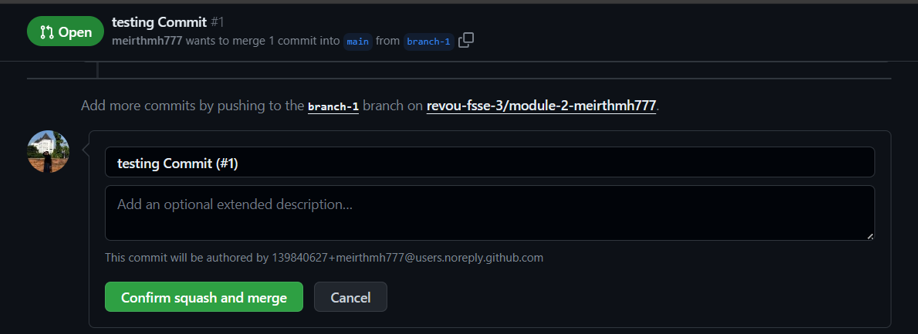 Open
testing Commit #1
meirthmh777 wants to merge 1 commit into main from branch-1
Add more commits by pushing to the branch-1 branch on revou-fsse-3/module-2-meirthmh777.
testing Commit (#1)
Add an optional extended description...
This commit will be authored by 139840627+meirthmh777@users.noreply.github.com
Confirm squash and merge
Cancel